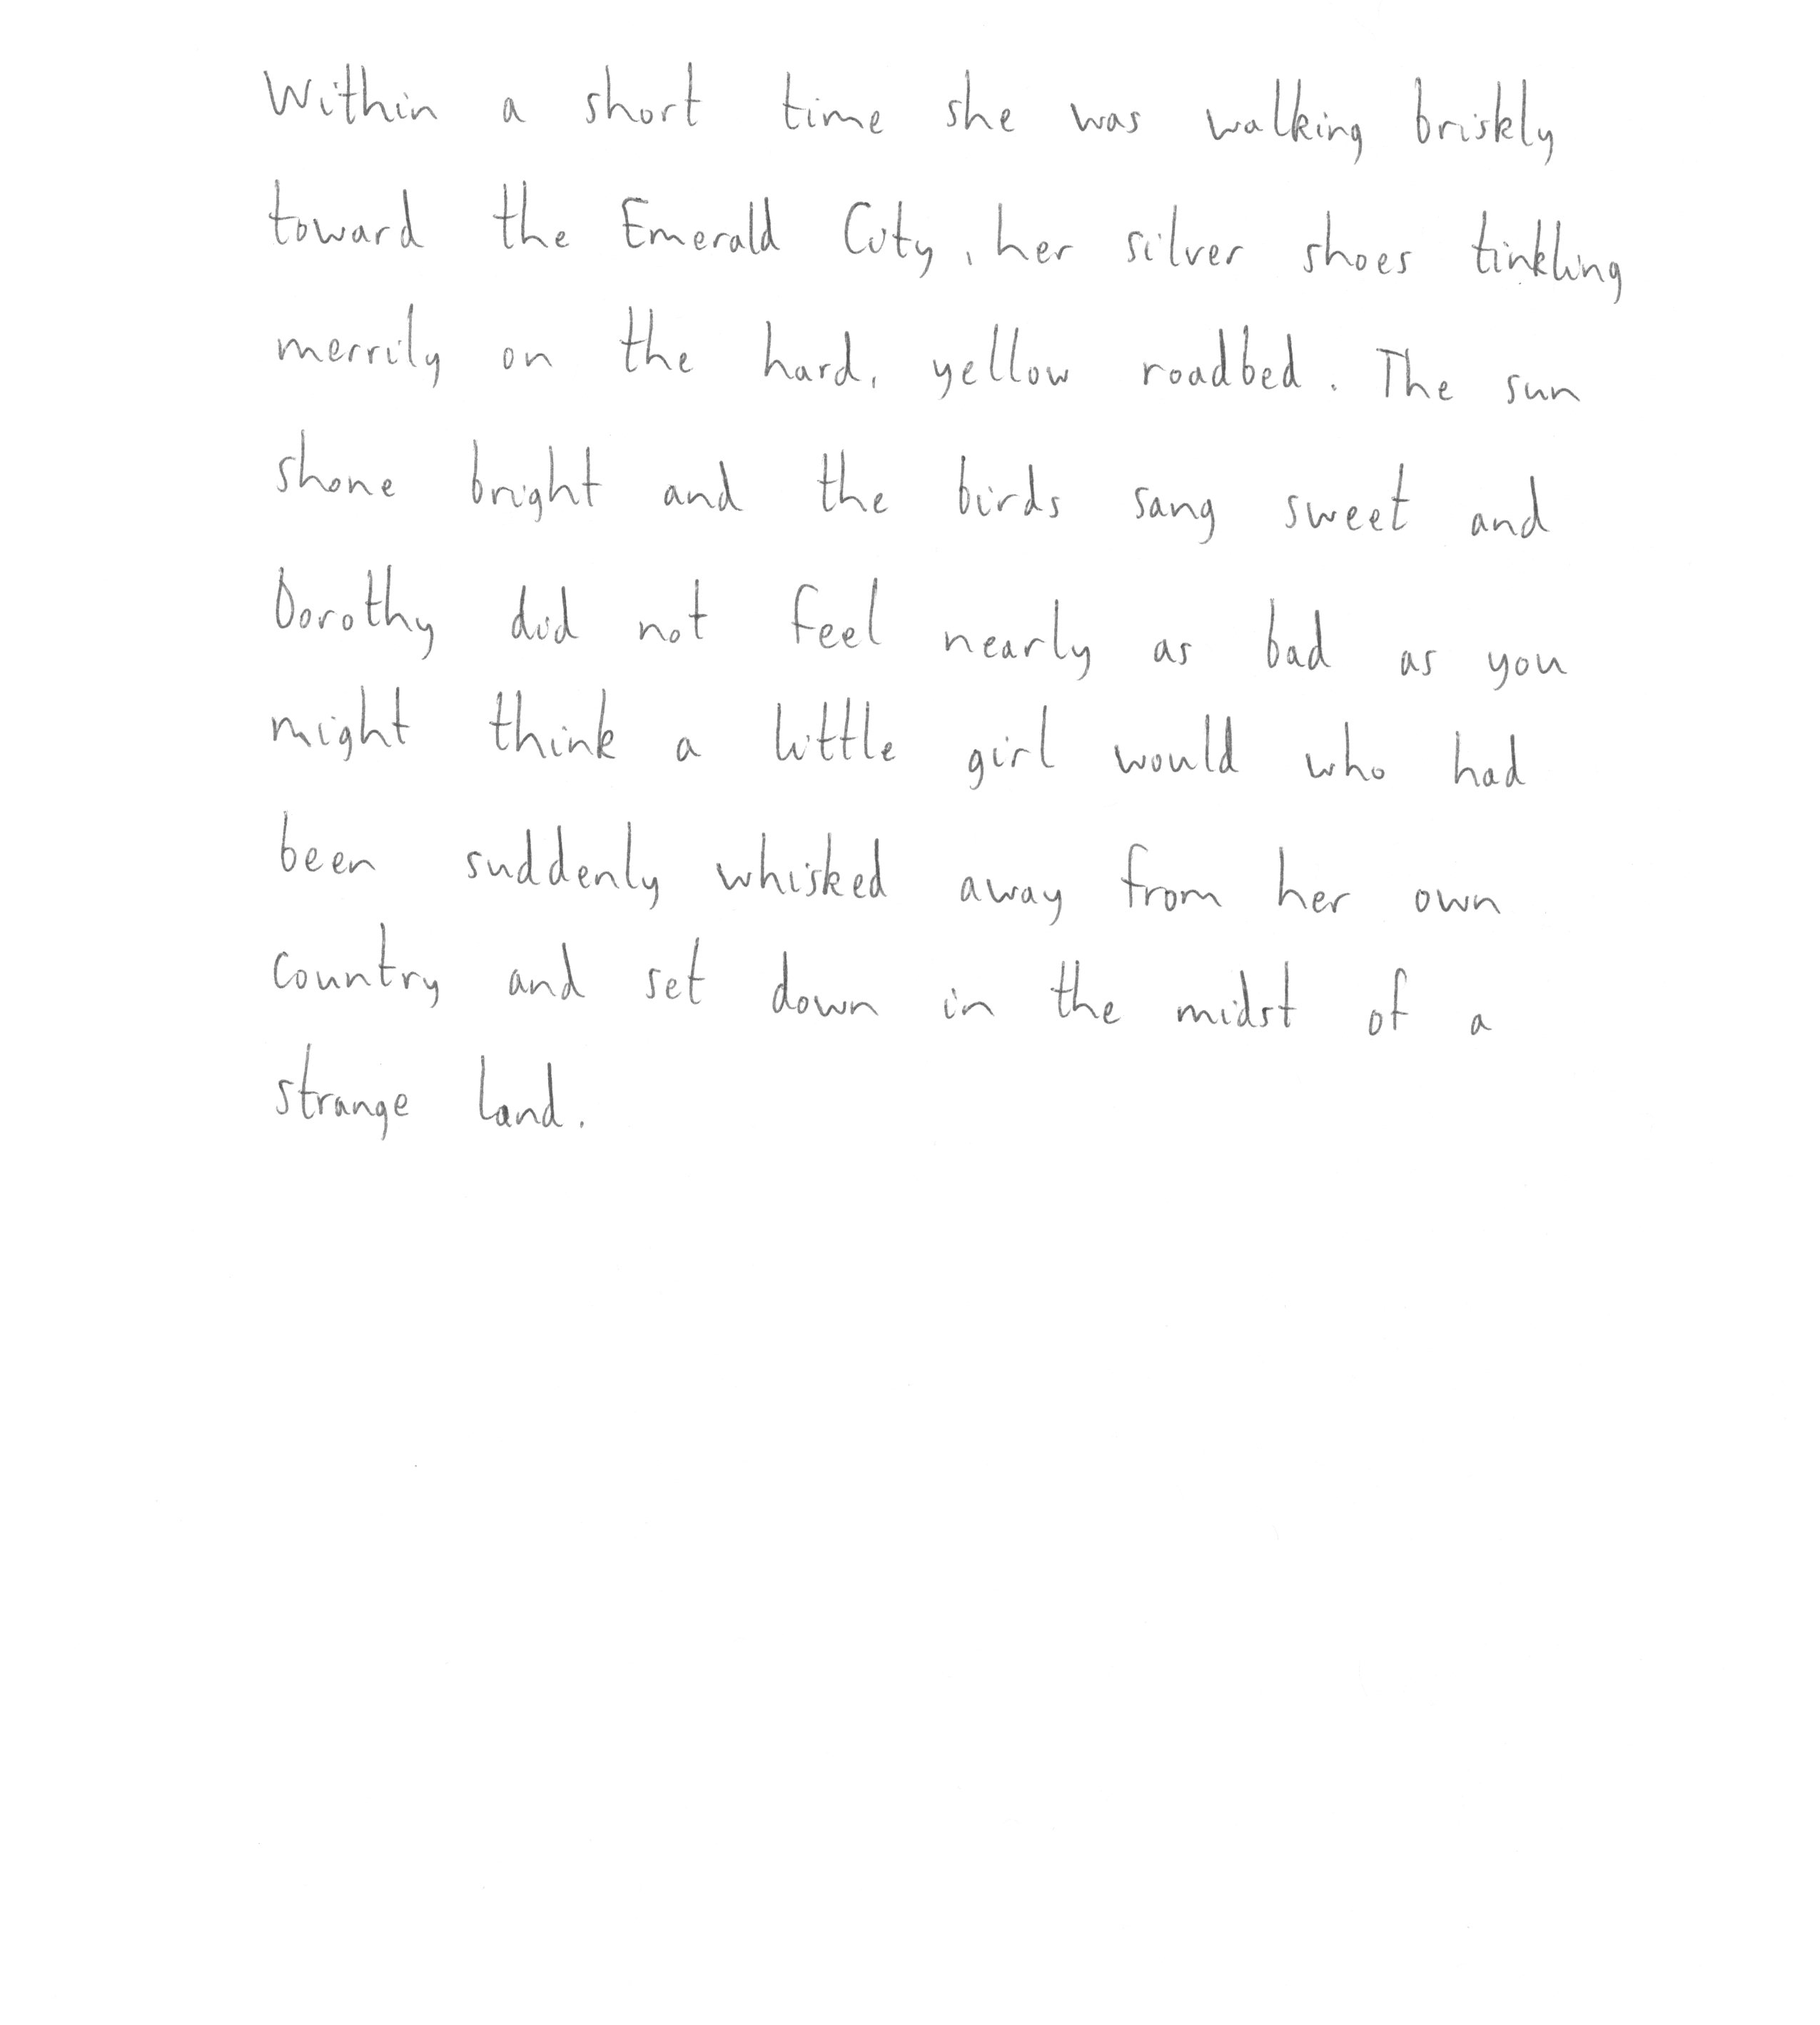 Within a short time she was walking briskly
toward the Emerald City, her silver shoes tinkling
merrily on the hard, yellow roadbed. The sun
shone bright and the birds sang sweet and
Dorothy did not feel nearly as bad as you
might think a little girl would who had
been suddenly whisked away from her own
country and set down in the midst of a
strange land.